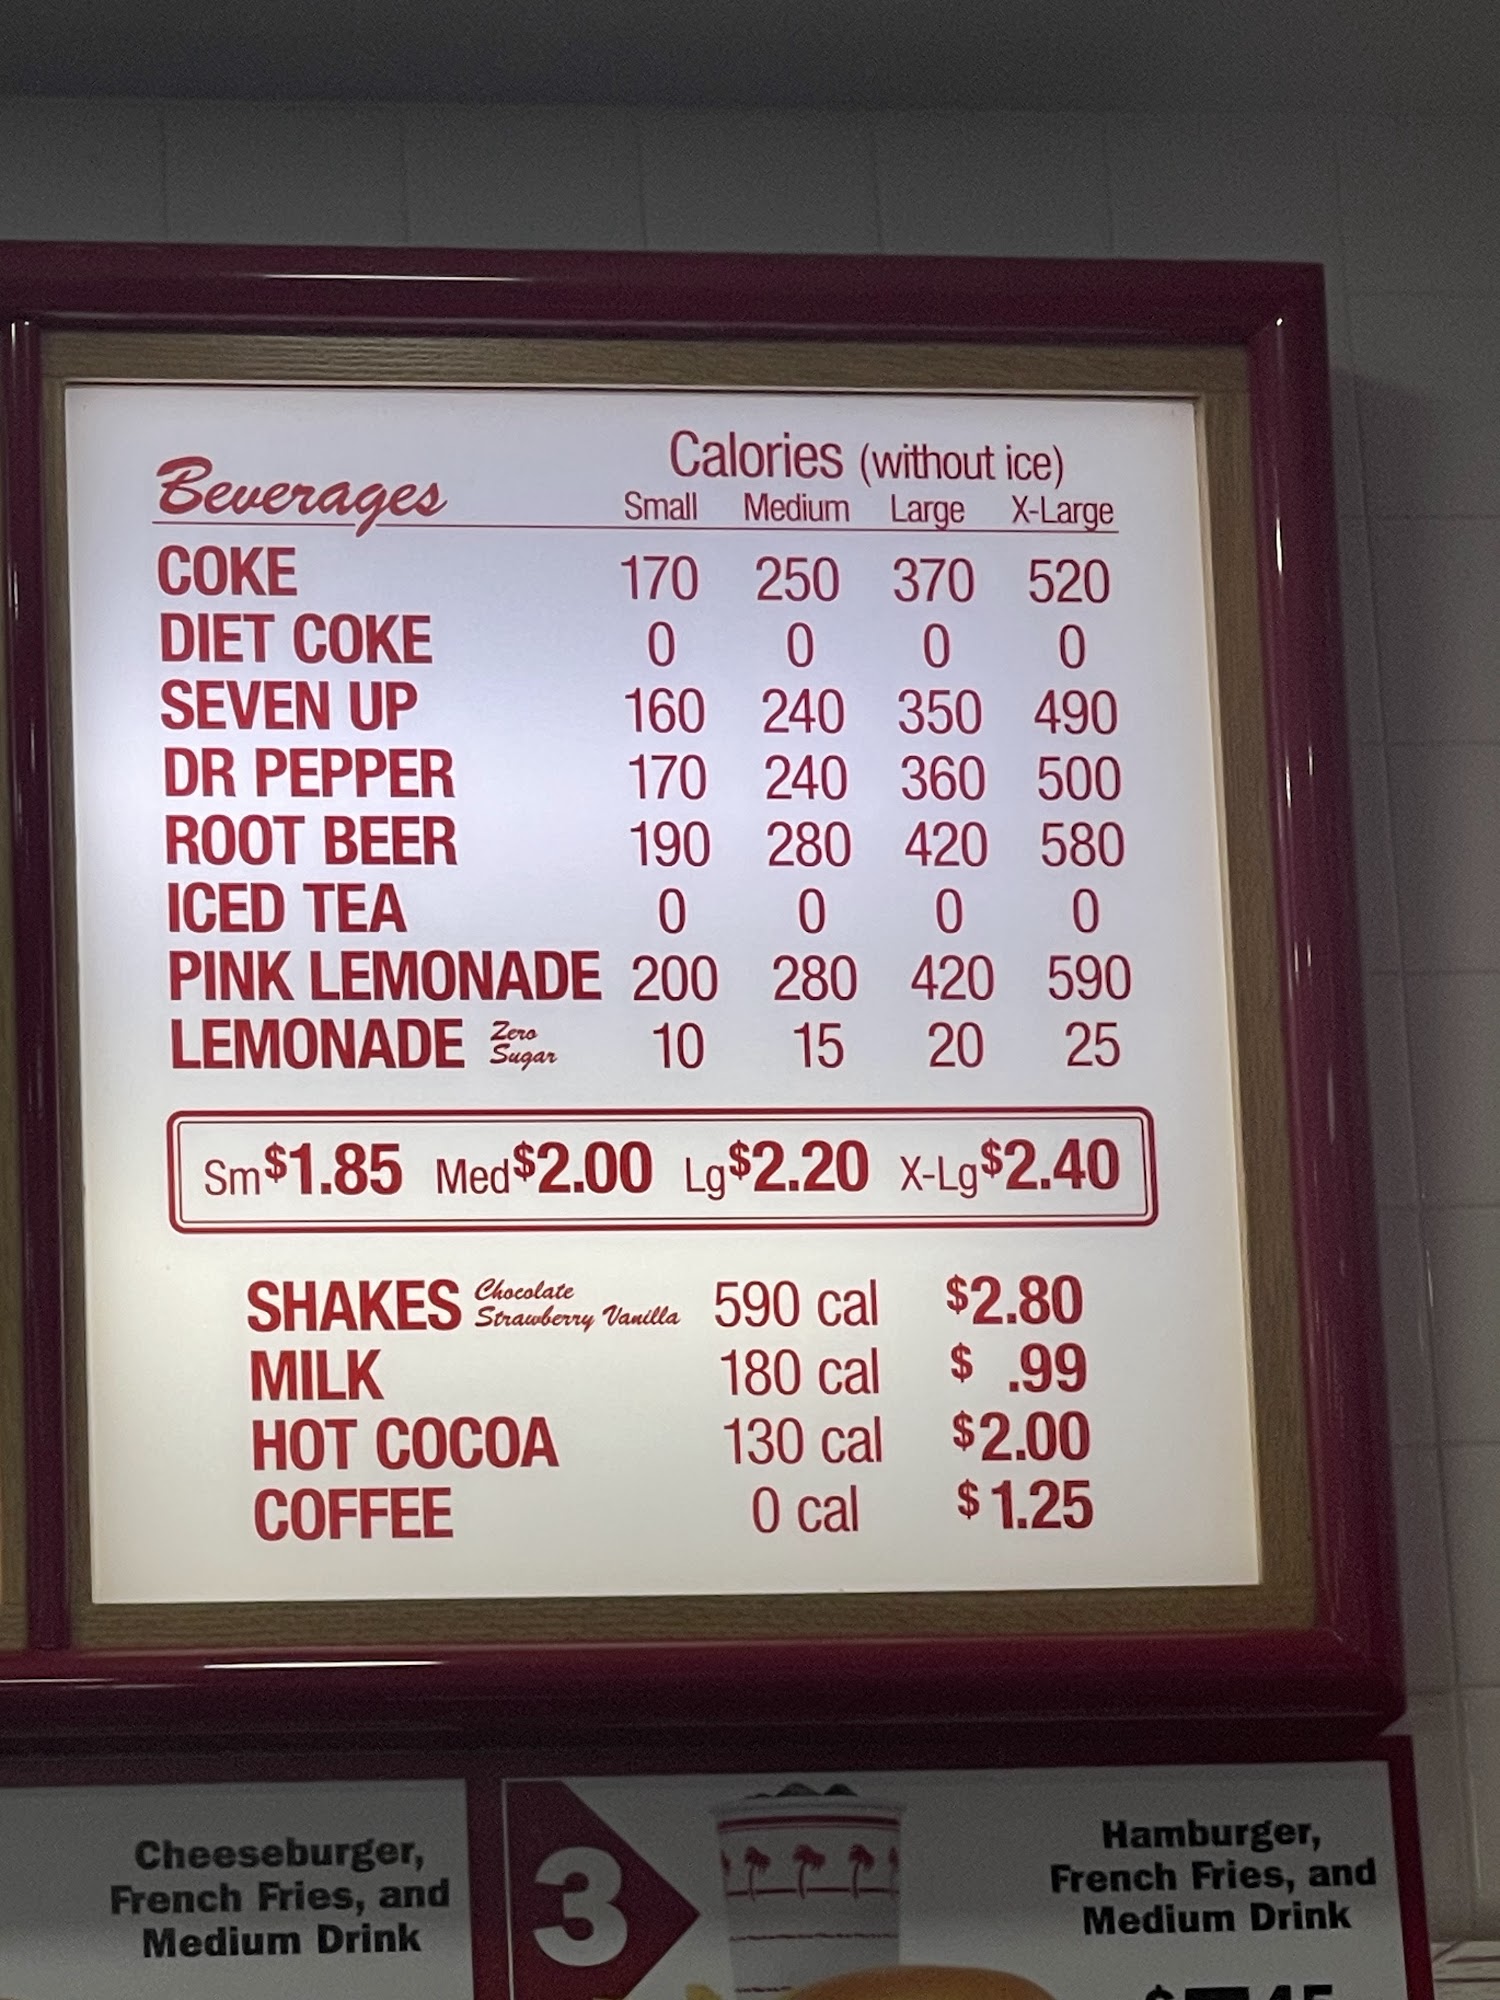 Beverages Calories (without ice)
Small Medium Large X-Large
COKE 170 250 370 520
DIET COKE 0 0 0 0
SEVEN UP 160 240 350 490
DR PEPPER 170 240 360 500
ROOT BEER 190 280 420 580
ICED TEA 0 0 0 0
PINK LEMONADE 200 280 420 590
LEMONADE Zero Sugar 10 15 20 25
Sm $1.85 Med $2.00 Lg $2.20 X-Lg $2.40
SHAKES Chocolate Strawberry Vanilla 590 cal $2.80
MILK 180 cal $ .99
HOT COCOA 130 cal $2.00
COFFEE 0 cal $1.25
Cheeseburger,
French Fries, and
Medium Drink
3
Hamburger,
French Fries, and
Medium Drink